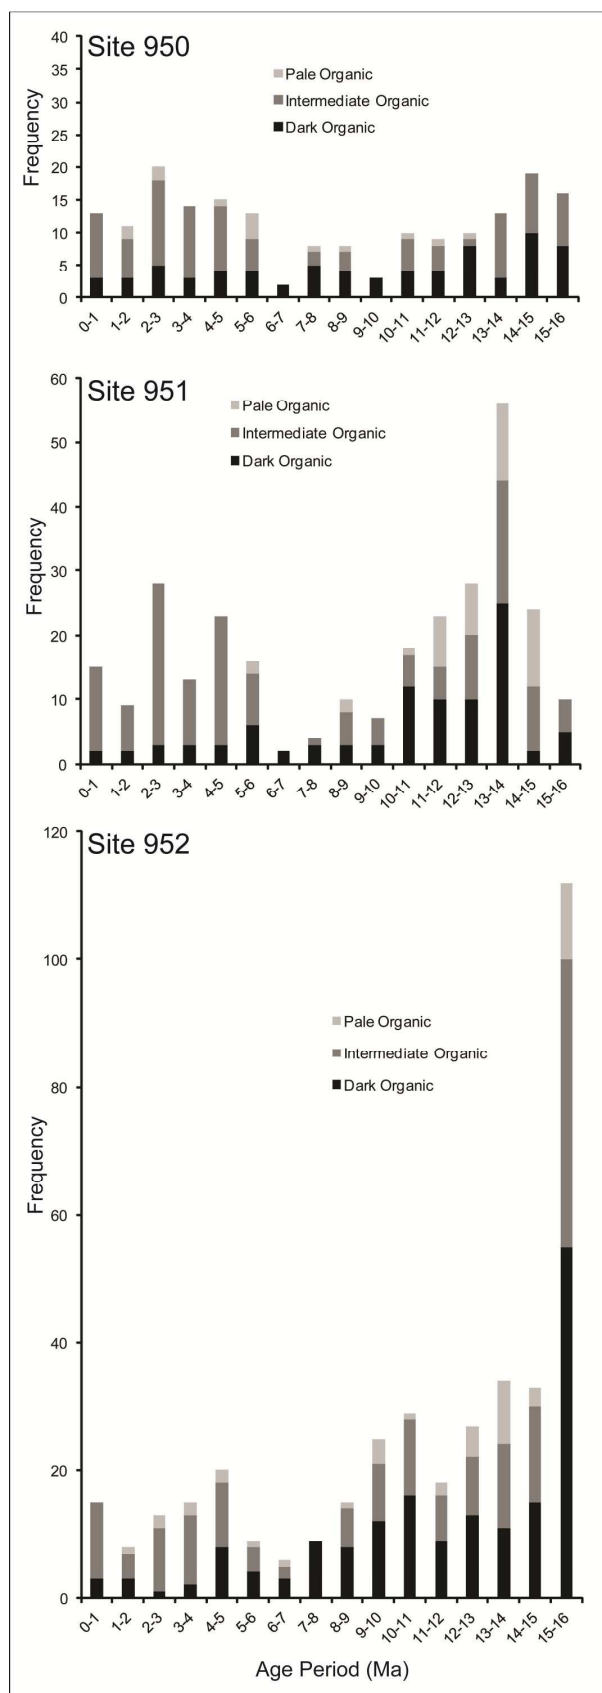 Site 950
40
35
30
25
20
15
10
5
0
Frequency
Pale Organic
Intermediate Organic
Dark Organic
0-1 1-2 2-3 3-4 4-5 5-6 6-7 7-8 8-9 9-10 10-11 11-12 12-13 13-14 14-15 15-16
Site 951
60
50
40
30
20
10
0
Frequency
Pale Organic
Intermediate Organic
Dark Organic
0-1 1-2 2-3 3-4 4-5 5-6 6-7 7-8 8-9 9-10 10-11 11-12 12-13 13-14 14-15 15-16
Site 952
120
100
80
60
40
20
0
Frequency
Pale Organic
Intermediate Organic
Dark Organic
0-1 1-2 2-3 3-4 4-5 5-6 6-7 7-8 8-9 9-10 10-11 11-12 12-13 13-14 14-15 15-16
Age Period (Ma)